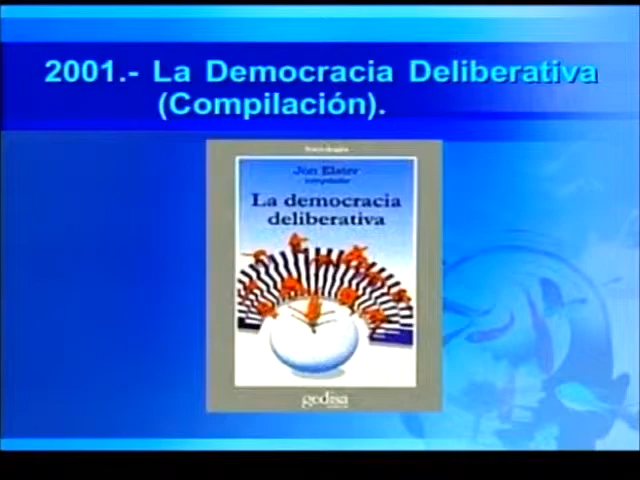 2001.- La Democracia Deliberativa
(Compilación).
Jon Elster
compilador
La democracia
deliberativa
gedisa